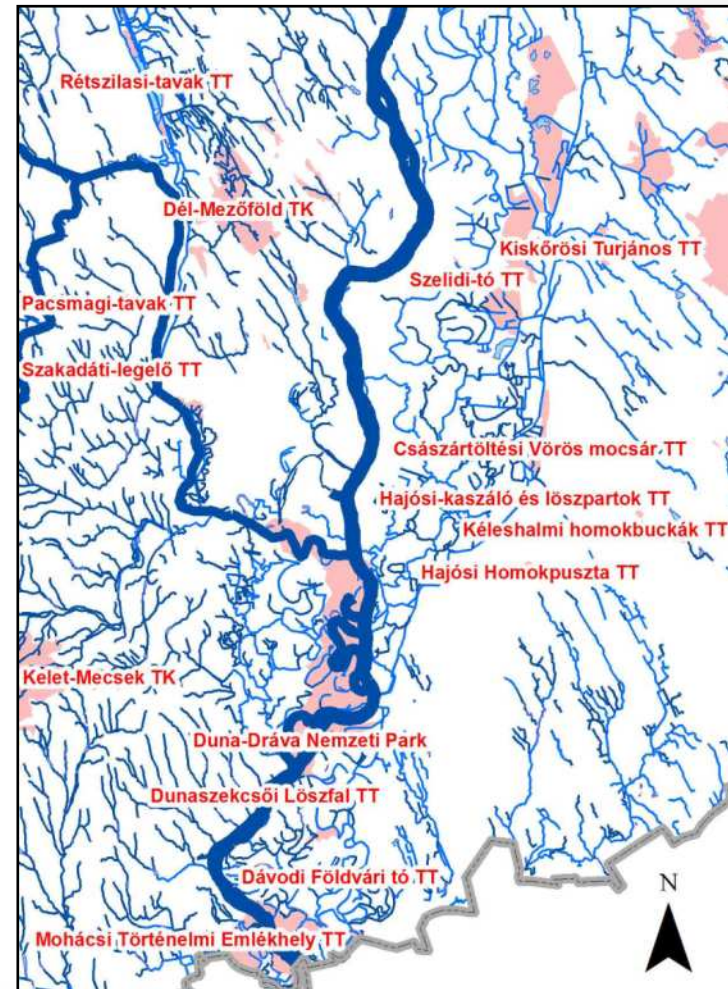 Rétszilasi-tavak TT
Dél-Mezőföld TK
Kiskőrösi Turjános TT
Szelidi-tó TT
Pacsmagi-tavak TT
Szakadáti-legelő TT
Császártöltési Vörös mocsár TT
Hajósi-kaszáló és löszpartok TT
Kéleshalmi homokbuckák TT
Hajósi Homokpuszta TT
Kelet-Mecsek TK
Duna-Dráva Nemzeti Park
Dunaszekcsői Löszfal TT
Dávodi Földvári tó TT
N
Mohácsi Történelmi Emlékhely TT